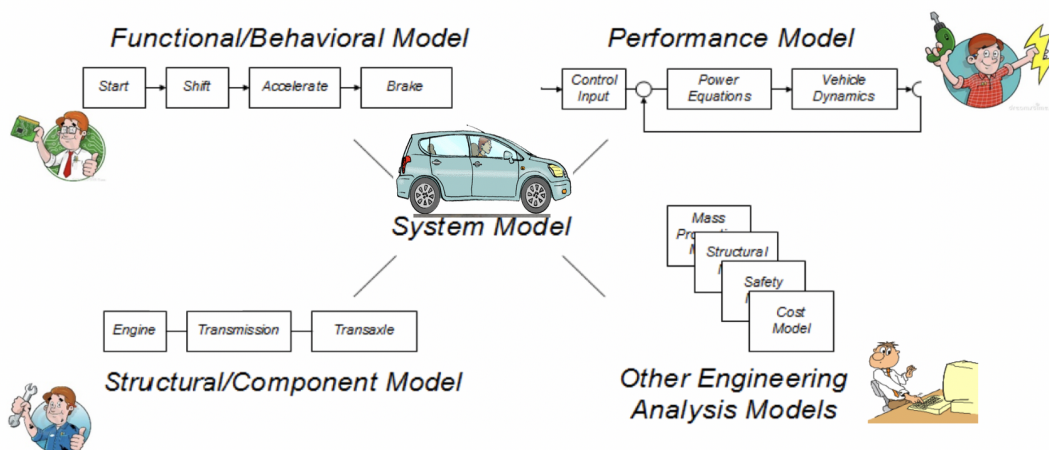 Functional/Behavioral Model
Performance Model
Start
Shift
Accelerate
Brake
Control
Input
Power
Equations
Vehicle
Dynamics
System Model
Mass
Structural
Safety
Cost
Model
Engine
Transmission
Transaxle
Structural/Component Model
Other Engineering
Analysis Models